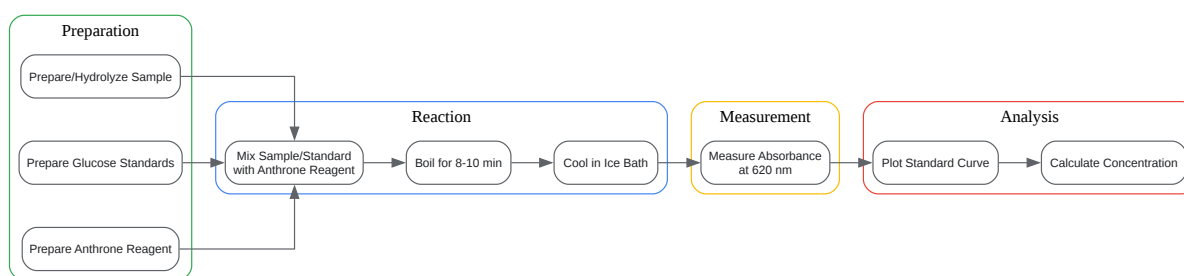 Preparation
Prepare/Hydrolyze Sample
Prepare Glucose Standards
Prepare Anthrone Reagent
Reaction
Mix Sample/Standard
with Anthrone Reagent
Boil for 8-10 min
Cool in Ice Bath
Measurement
Measure Absorbance
at 620 nm
Analysis
Plot Standard Curve
Calculate Concentration